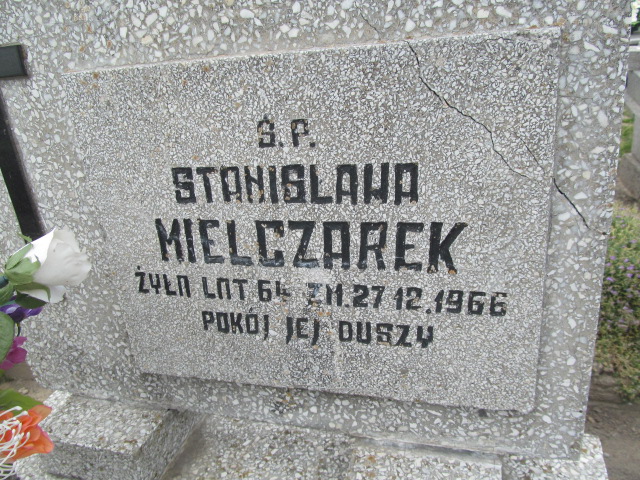 Ś.P.
STANISŁAWA
MIELCZAREK
ŻYŁA LAT 64 ZM. 27 12.1966
POKÓJ JEJ DUSZY